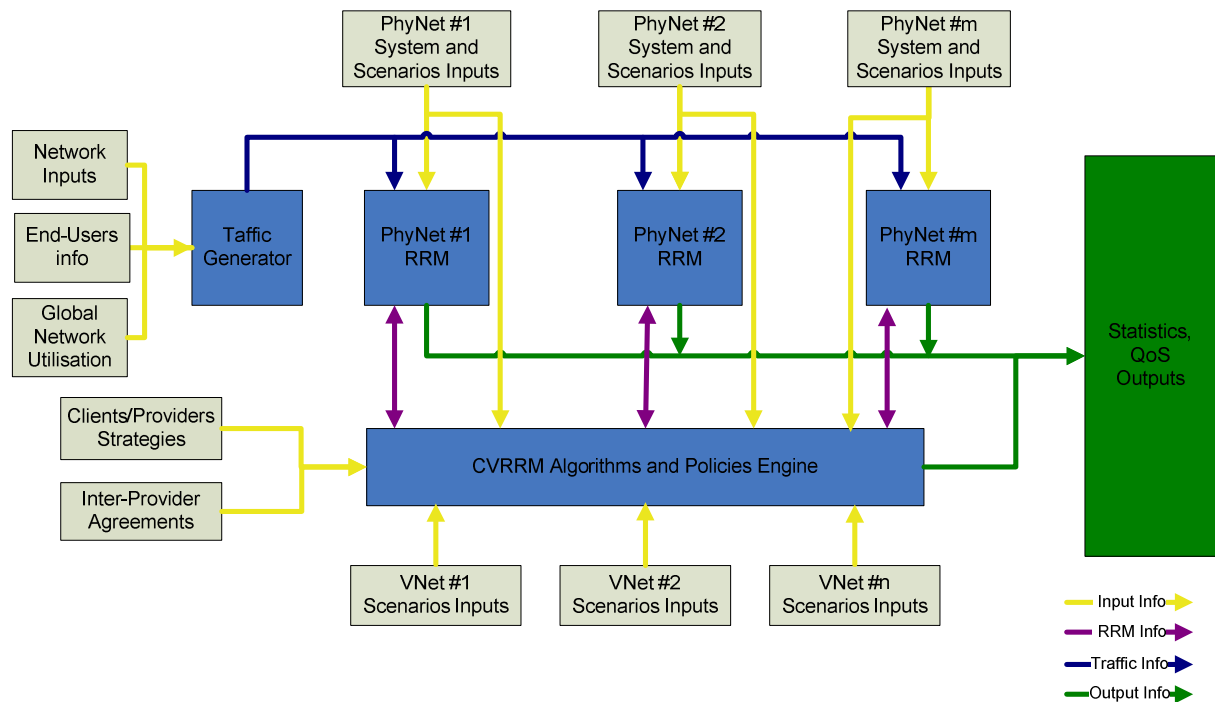 PhyNet #1
System and
Scenarios Inputs
PhyNet #2
System and
Scenarios Inputs
PhyNet #m
System and
Scenarios Inputs
Network
Inputs
End-Users
info
Global
Network
Utilisation
Taffic
Generator
PhyNet #1
RRM
PhyNet #2
RRM
PhyNet #m
RRM
Statistics,
QoS
Outputs
Clients/Providers
Strategies
Inter-Provider
Agreements
CVRRM Algorithms and Policies Engine
VNet #1
Scenarios Inputs
VNet #2
Scenarios Inputs
VNet #n
Scenarios Inputs
Input Info
RRM Info
Traffic Info
Output Info